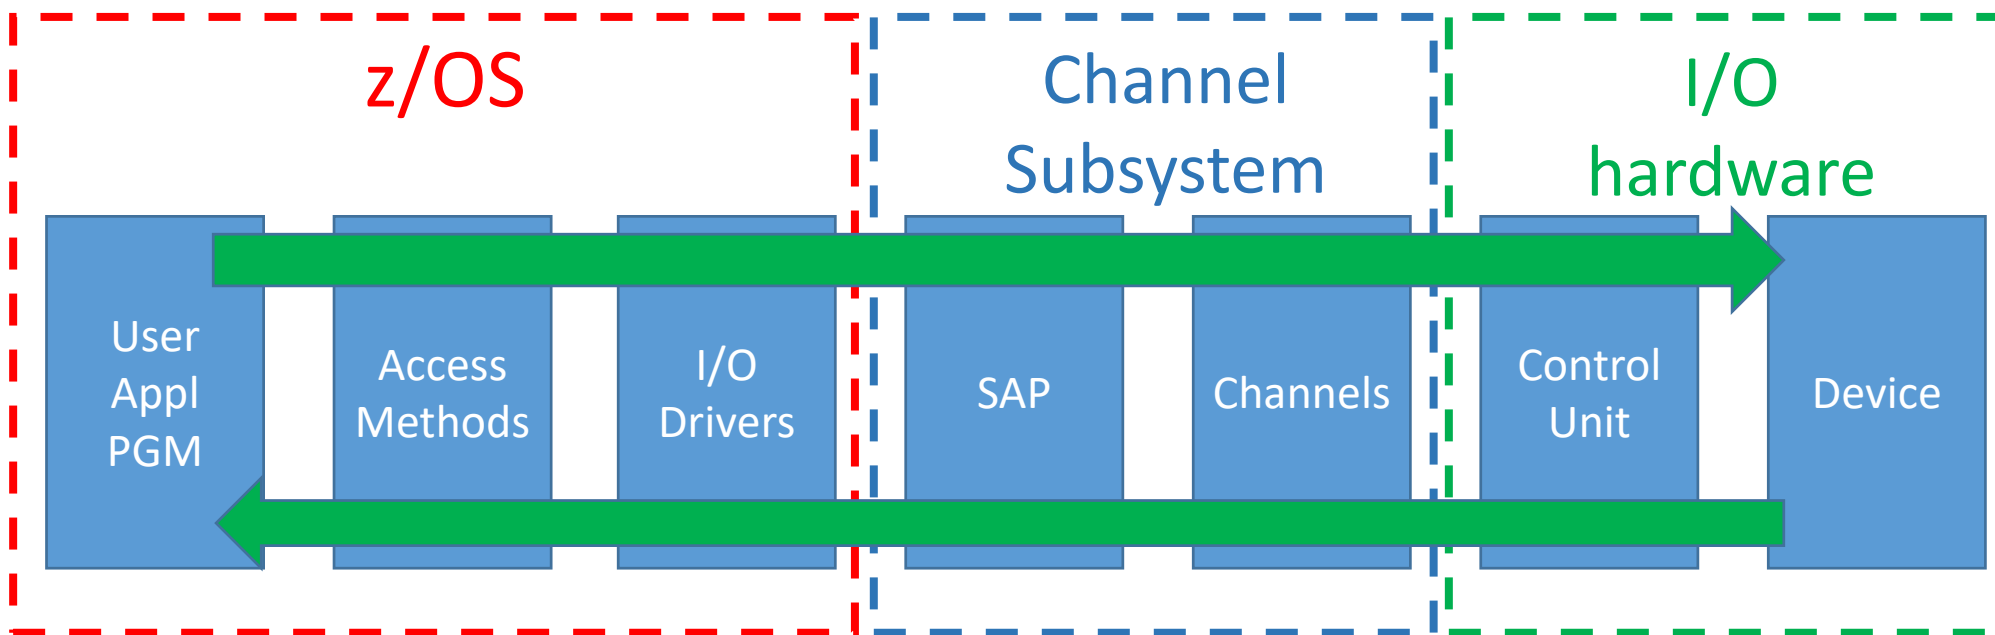 z/OS
Channel
Subsystem
I/O
hardware
User
Appl
PGM
Access
Methods
I/O
Drivers
SAP
Channels
Control
Unit
Device